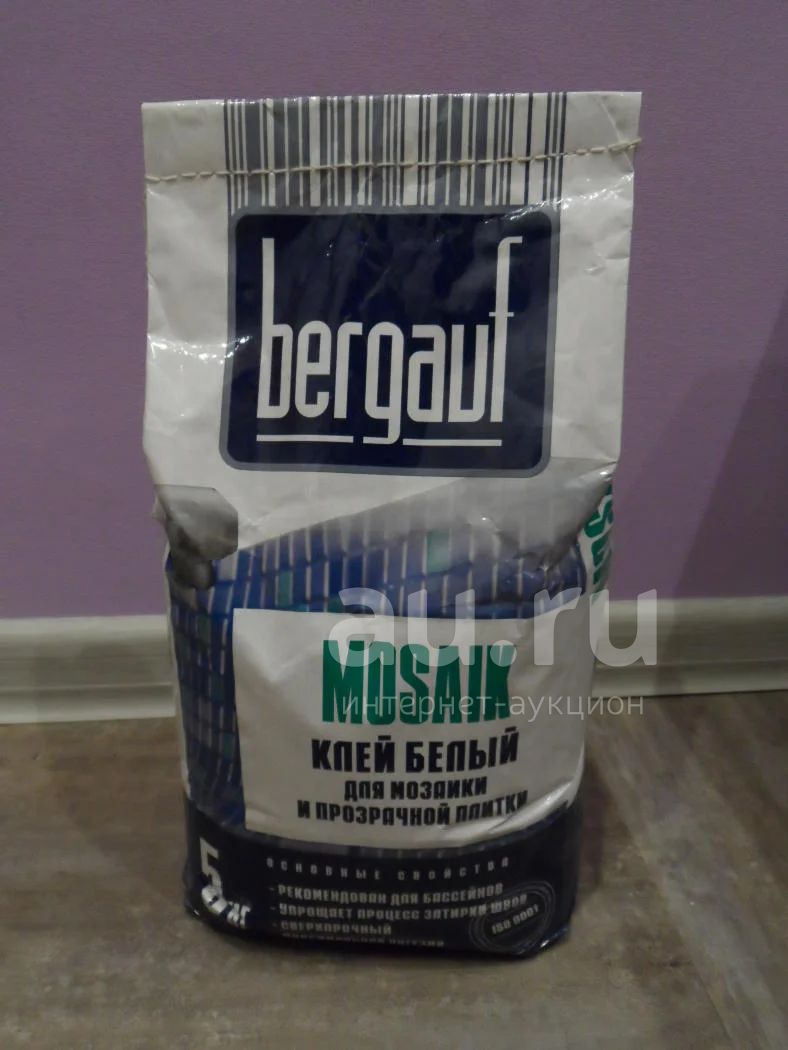 bergauf
MOSAIK
КЛЕЙ БЕЛЫЙ
ДЛЯ МОЗАИКИ
И ПРОЗРАЧНОЙ ПЛИТКИ
au.ru
интернет-аукцион
5 КГ
ОСНОВНЫЕ СВОЙСТВА
- РЕКОМЕНДОВАН ДЛЯ БАССЕЙНОВ
- УПРОЩАЕТ ПРОЦЕСС ЗАТИРКИ ШВОВ
- СВЕРХПРОЧНЫЙ
ISO 9001